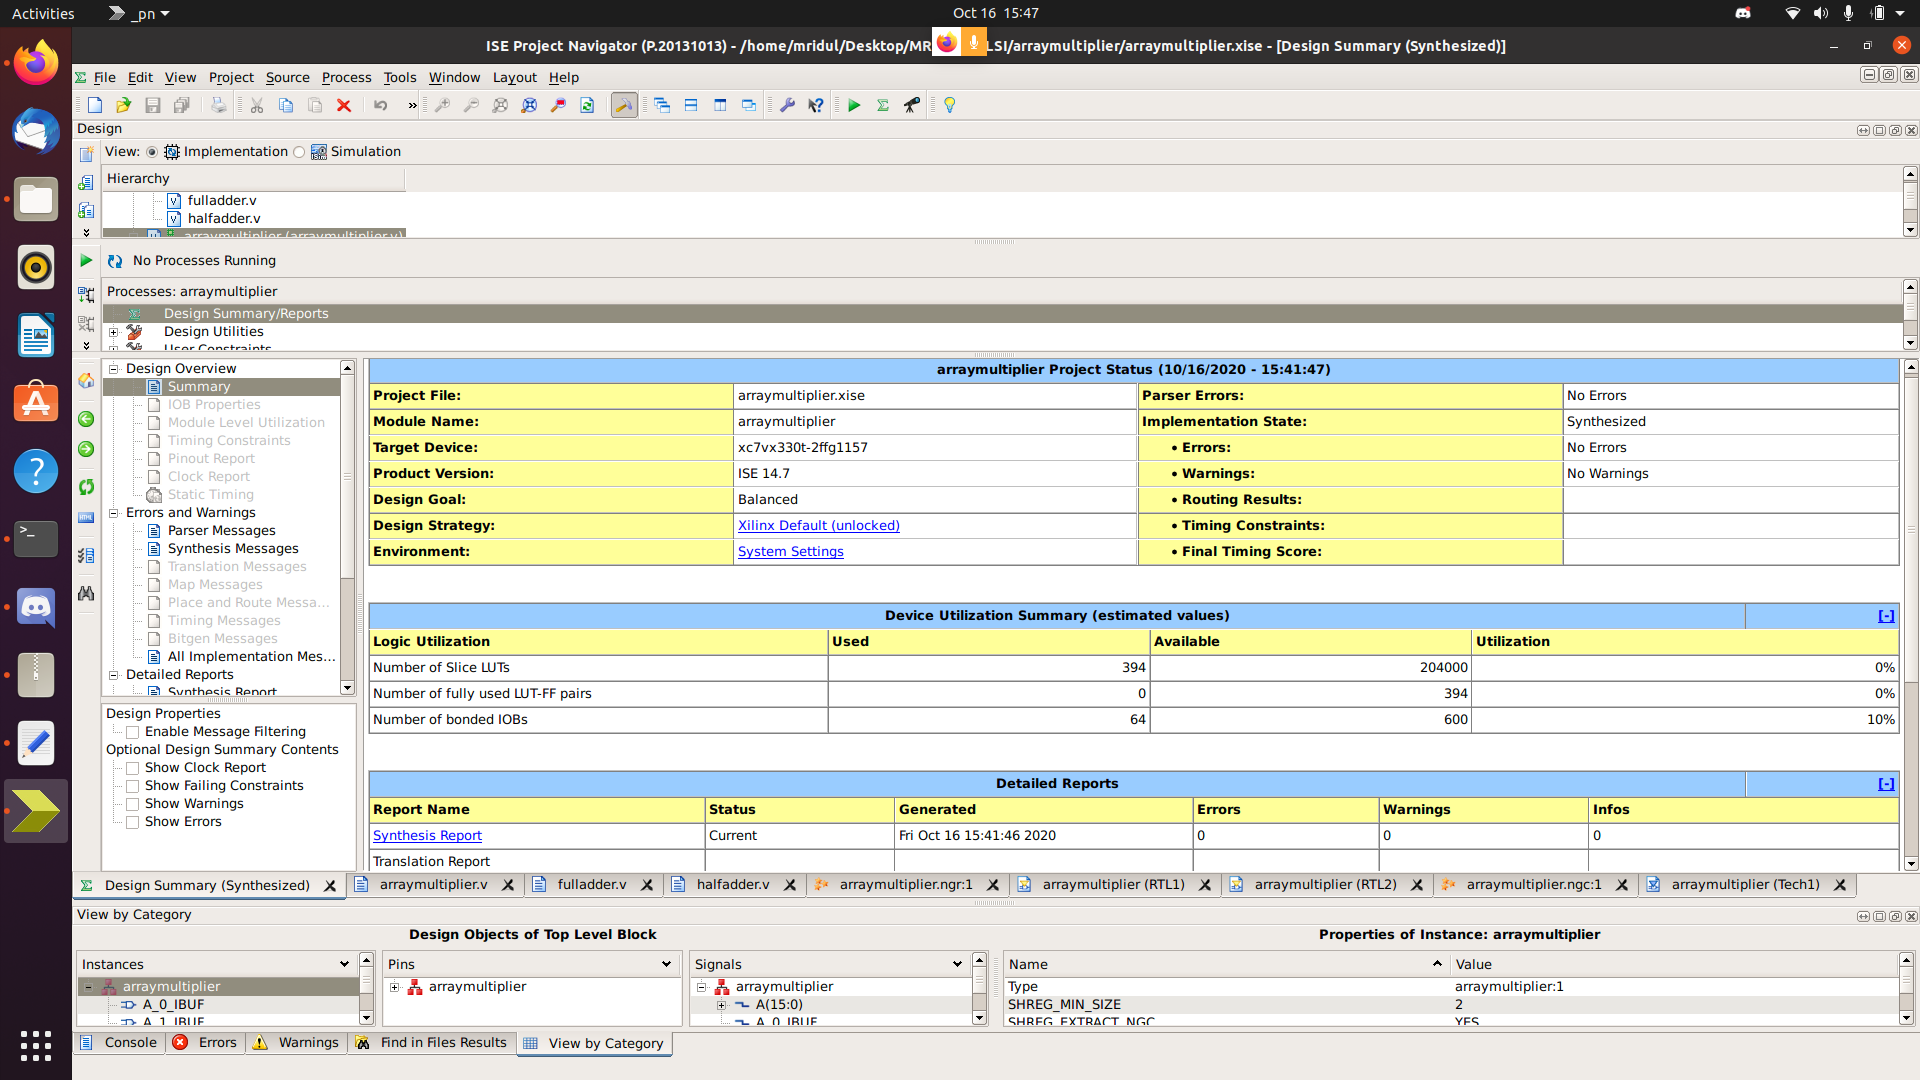 Activities
_pn
Oct 16 15:47
ISE Project Navigator (P.20131013) - /home/mridul/Desktop/MR LSI/arraymultiplier/arraymultiplier.xise - [Design Summary (Synthesized)]
File Edit View Project Source Process Tools Window Layout Help
Design
View: Implementation Simulation
Hierarchy
fulladder.v
halfadder.v
arraymultiplier (arraymultiplier.v)
No Processes Running
Processes: arraymultiplier
Design Summary/Reports
Design Utilities
User Constraints
Design Overview
Summary
IOB Properties
Module Level Utilization
Timing Constraints
Pinout Report
Clock Report
Static Timing
Errors and Warnings
Parser Messages
Synthesis Messages
Translation Messages
Map Messages
Place and Route Messa...
Timing Messages
Bitgen Messages
All Implementation Mes...
Detailed Reports
Synthesis Report
Design Properties
Enable Message Filtering
Optional Design Summary Contents
Show Clock Report
Show Failing Constraints
Show Warnings
Show Errors
arraymultiplier Project Status (10/16/2020 - 15:41:47)
Project File: arraymultiplier.xise Parser Errors: No Errors
Module Name: arraymultiplier Implementation State: Synthesized
Target Device: xc7vx330t-2ffg1157 • Errors: No Errors
Product Version: ISE 14.7 • Warnings: No Warnings
Design Goal: Balanced • Routing Results:
Design Strategy: Xilinx Default (unlocked) • Timing Constraints:
Environment: System Settings • Final Timing Score:
Device Utilization Summary (estimated values) [-]
Logic Utilization Used Available Utilization
Number of Slice LUTs 394 204000 0%
Number of fully used LUT-FF pairs 0 394 0%
Number of bonded IOBs 64 600 10%
Detailed Reports [-]
Report Name Status Generated Errors Warnings Infos
Synthesis Report Current Fri Oct 16 15:41:46 2020 0 0 0
Translation Report
Design Summary (Synthesized) arraymultiplier.v fulladder.v halfadder.v arraymultiplier.ngr:1 arraymultiplier (RTL1) arraymultiplier (RTL2) arraymultiplier.ngc:1 arraymultiplier (Tech1)
View by Category
Design Objects of Top Level Block Properties of Instance: arraymultiplier
Instances Pins Signals Name Value
arraymultiplier arraymultiplier arraymultiplier Type arraymultiplier:1
A_0_IBUF A(15:0) SHREG_MIN_SIZE 2
A_1_IBUF A_0_IBUF SHREG_EXTRACT_NGC YES
Console Errors Warnings Find in Files Results View by Category